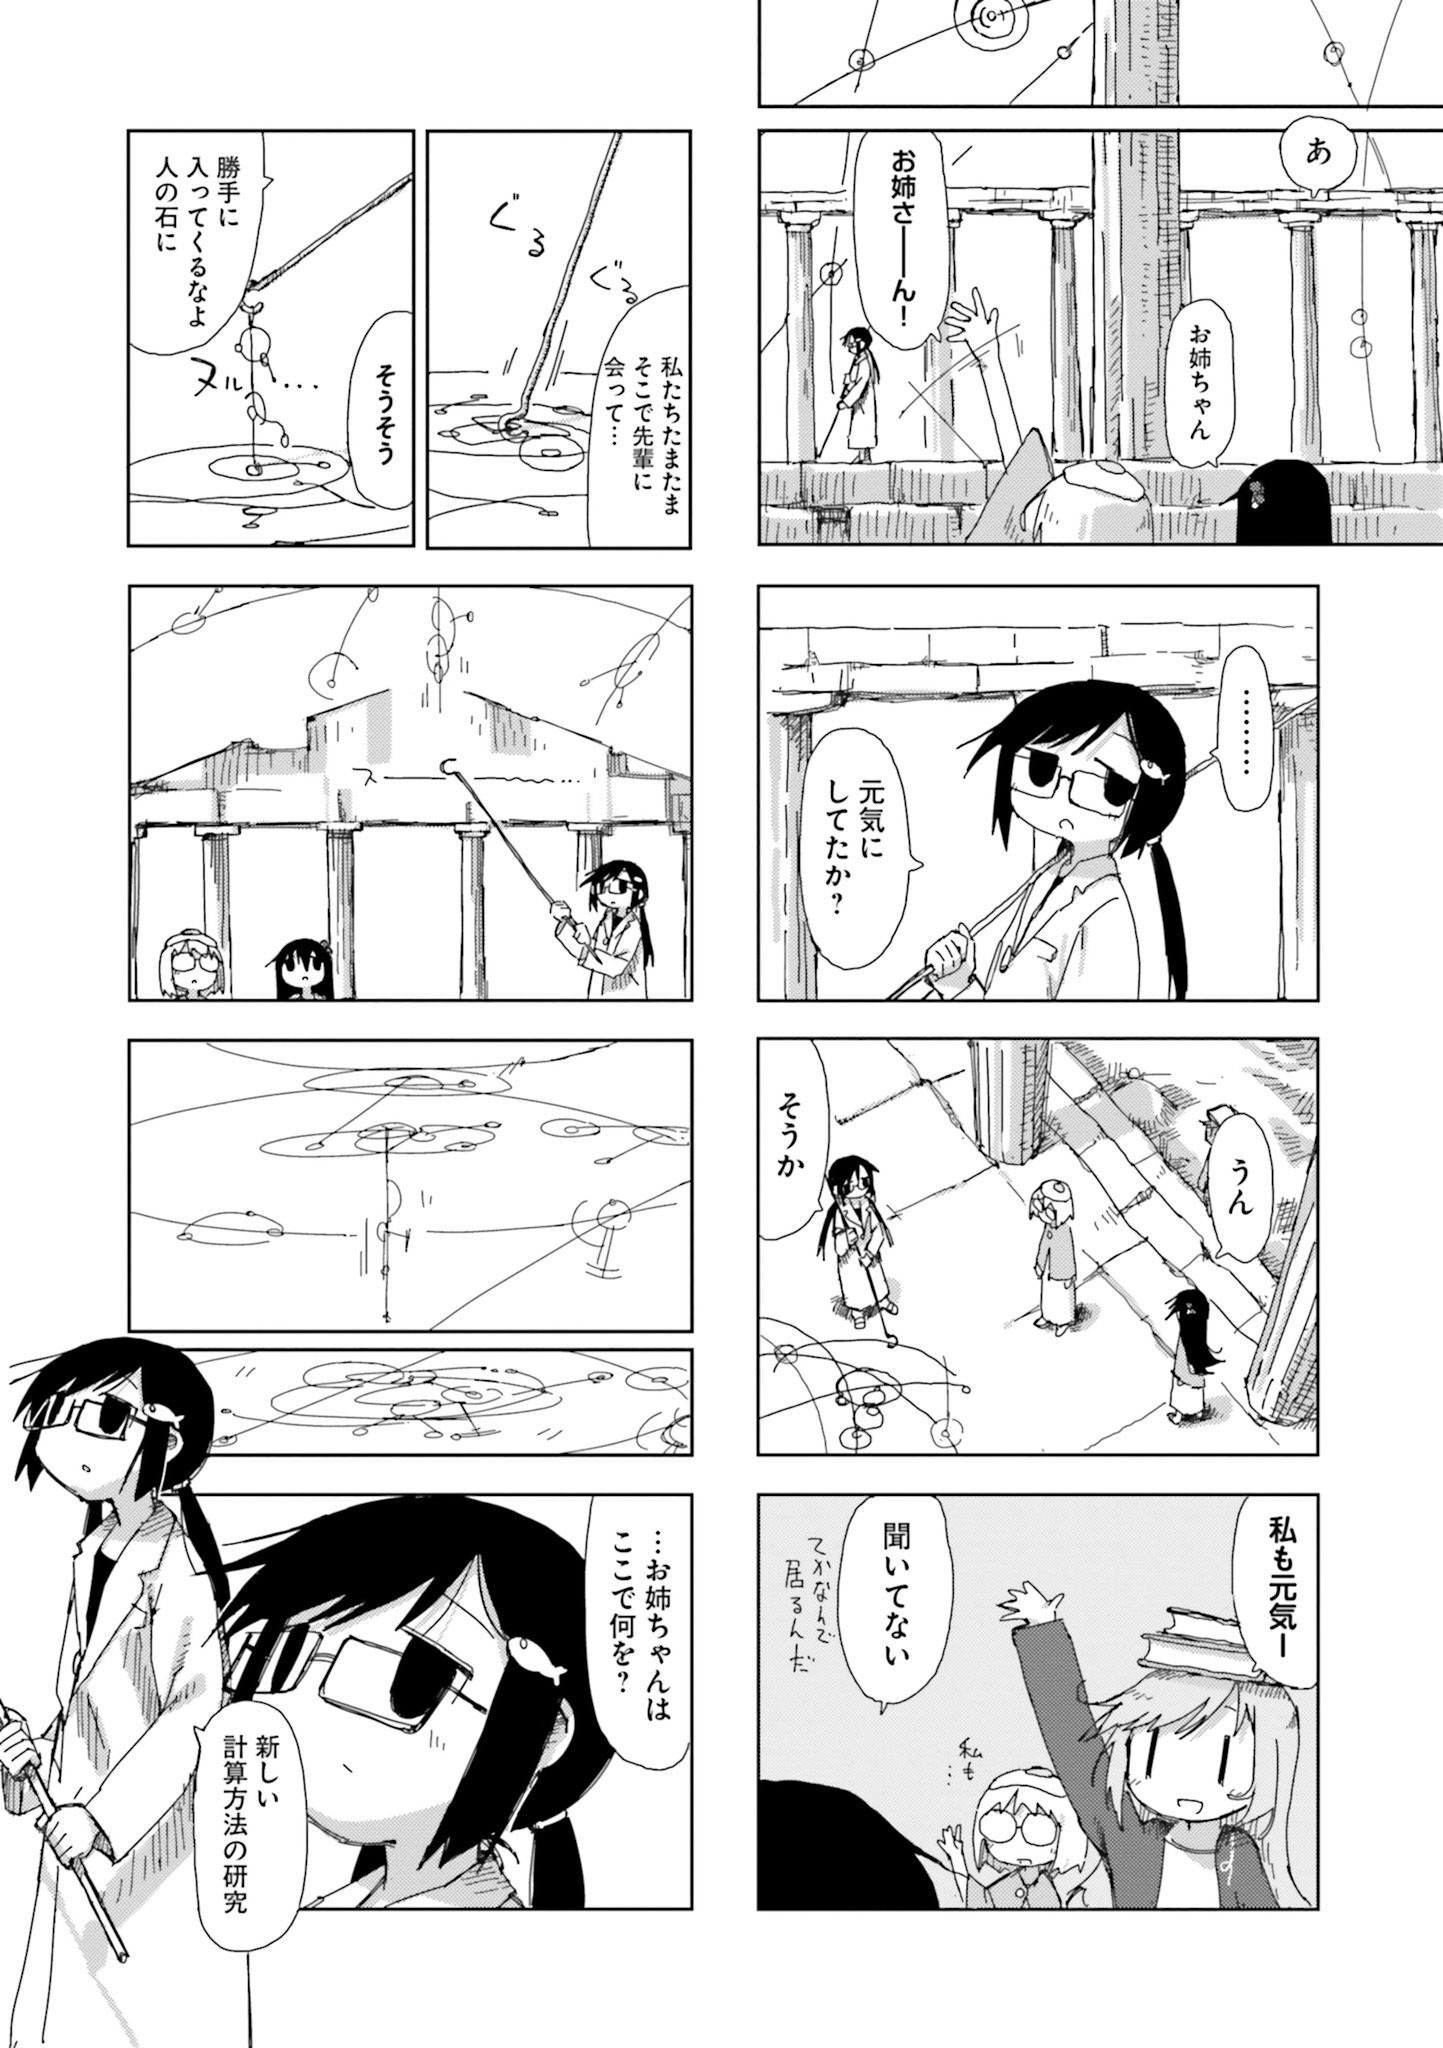 あ
お姉ちゃん
お姉さーーん!
………
元気に
してたか?
うん
そうか
私も元気ー
私も…
聞いてない
てかなんで
居るんだ
ぐる
ぐる
私たちたまたま
そこで先輩に
会って…
そうそう
勝手に
入ってくるなよ
人の石に
ヌル‥‥
スーーーー…
…お姉ちゃんは
ここで何を?
新しい
計算方法の研究